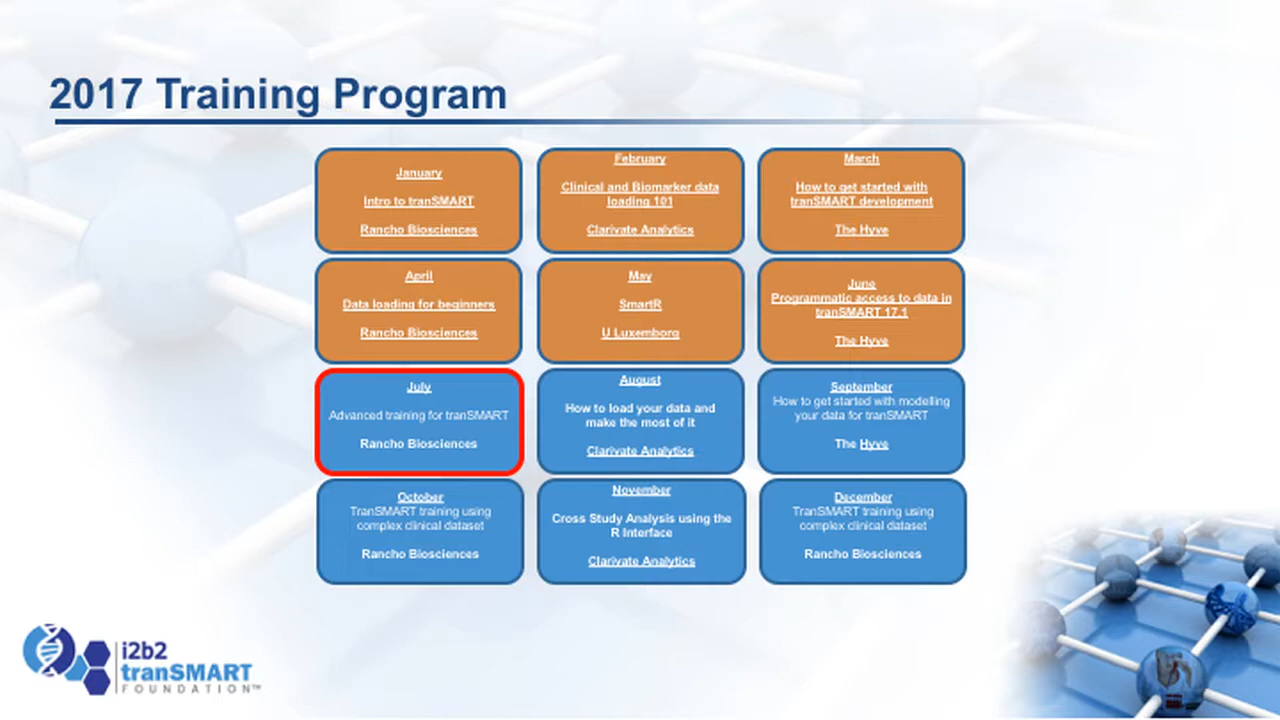 2017 Training Program
January
Intro to tranSMART
Rancho Biosciences
February
Clinical and Biomarker data
loading 101
Clarivate Analytics
March
How to get started with
tranSMART development
The Hyve
April
Data loading for beginners
Rancho Biosciences
May
SmartR
U Luxemborg
June
Programmatic access to data in
tranSMART 17.1
The Hyve
July
Advanced training for tranSMART
Rancho Biosciences
August
How to load your data and
make the most of it
Clarivate Analytics
September
How to get started with modelling
your data for tranSMART
The Hyve
October
TranSMART training using
complex clinical dataset
Rancho Biosciences
November
Cross Study Analysis using the
R Interface
Clarivate Analytics
December
TranSMART training using
complex clinical dataset
Rancho Biosciences
i2b2
tranSMART
FOUNDATION™